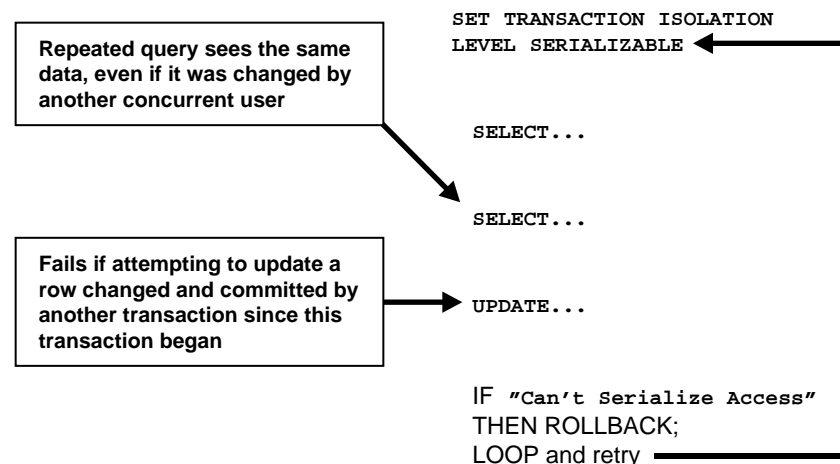 SET TRANSACTION ISOLATION
LEVEL SERIALIZABLE
Repeated query sees the same
data, even if it was changed by
another concurrent user
SELECT...
SELECT...
Fails if attempting to update a
row changed and committed by
another transaction since this
transaction began
UPDATE...
IF "Can't Serialize Access"
THEN ROLLBACK;
LOOP and retry